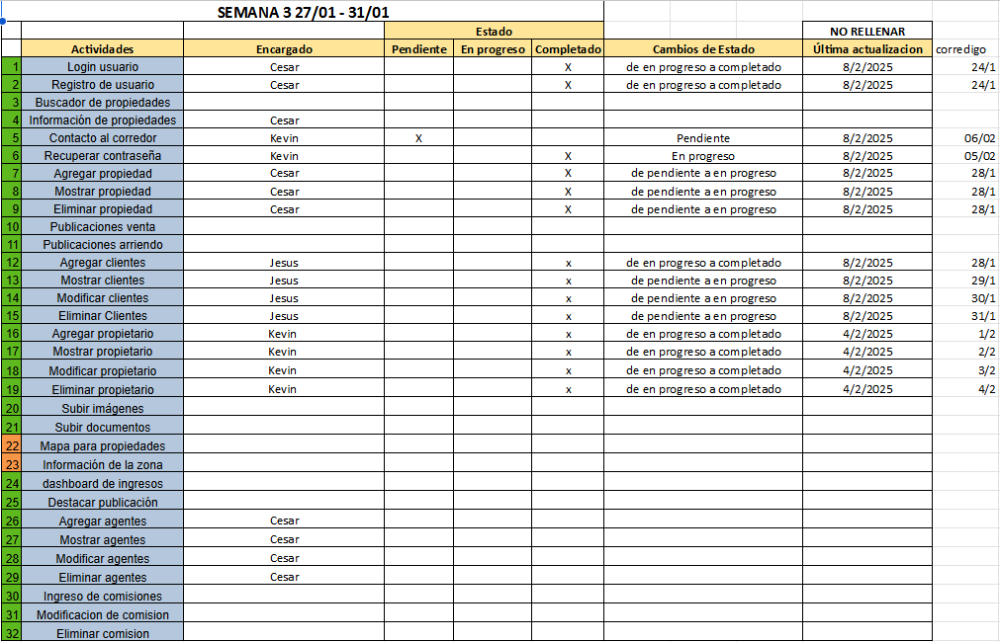 SEMANA 3 27/01 - 31/01
Estado NO RELLENAR
Actividades Encargado Pendiente En progreso Completado Cambios de Estado Última actualizacion corredigo
1 Login usuario Cesar X de en progreso a completado 8/2/2025 24/1
2 Registro de usuario Cesar X de en progreso a completado 8/2/2025 24/1
3 Buscador de propiedades
4 Información de propiedades Cesar
5 Contacto al corredor Kevin X Pendiente 8/2/2025 06/02
6 Recuperar contraseña Kevin X En progreso 8/2/2025 05/02
7 Agregar propiedad Cesar X de pendiente a en progreso 8/2/2025 28/1
8 Mostrar propiedad Cesar X de pendiente a en progreso 8/2/2025 28/1
9 Eliminar propiedad Cesar X de pendiente a en progreso 8/2/2025 28/1
10 Publicaciones venta
11 Publicaciones arriendo
12 Agregar clientes Jesus x de en progreso a completado 8/2/2025 28/1
13 Mostrar clientes Jesus x de en progreso a completado 8/2/2025 29/1
14 Modificar clientes Jesus x de en progreso a completado 8/2/2025 30/1
15 Eliminar Clientes Jesus x de pendiente a en progreso 8/2/2025 31/1
16 Agregar propietario Kevin x de en progreso a completado 4/2/2025 1/2
17 Mostrar propietario Kevin x de en progreso a completado 4/2/2025 2/2
18 Modificar propietario Kevin x de en progreso a completado 4/2/2025 3/2
19 Eliminar propietario Kevin x de en progreso a completado 4/2/2025 4/2
20 Subir imágenes
21 Subir documentos
22 Mapa para propiedades
23 Información de la zona
24 dashboard de ingresos
25 Destacar publicación
26 Agregar agentes Cesar
27 Mostrar agentes Cesar
28 Modificar agentes Cesar
29 Eliminar agentes Cesar
30 Ingreso de comisiones
31 Modificacion de comision
32 Eliminar comision